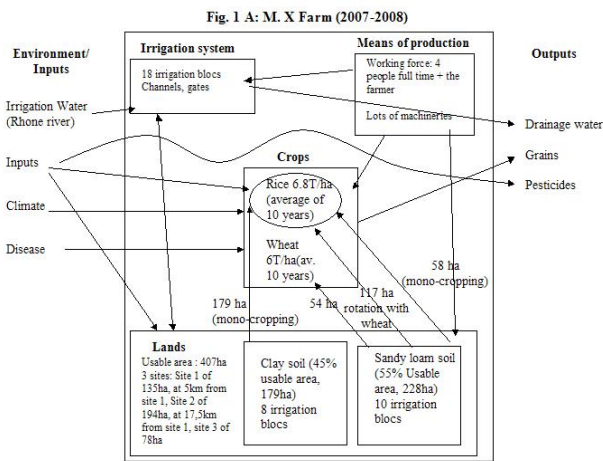 Fig. 1 A: M. X Farm (2007-2008)
Environment/
Inputs
Irrigation system
Means of production
Outputs
18 irrigation blocs
Channels, gates
Working force: 4
people full time + the
farmer
Lots of machineries
Irrigation Water
(Rhone river)
Drainage water
Inputs
Crops
Grains
Pesticides
Rice 6.8T/ha
(average of
10 years)
Climate
Disease
Wheat
6T/ha(av.
10 years)
58 ha
(mono-cropping)
179 ha
(mono-cropping)
54 ha
117 ha
rotation with
wheat
Lands
Usable area : 407ha
3 sites: Site 1 of
135ha, at 5km from
site 1, Site 2 of
194ha, at 17,5km
from site 1, site 3 of
78ha
Clay soil (45%
usable area,
179ha)
8 irrigation
blocs
Sandy loam soil
(55% Usable
area, 228ha)
10 irrigation
blocs